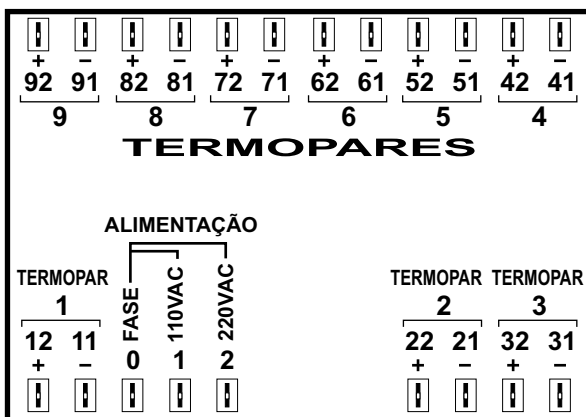 + − + − + − + − + − + −
92 91 82 81 72 71 62 61 52 51 42 41
9 8 7 6 5 4
TERMOPARES
ALIMENTAÇÃO
TERMOPAR
1
12 11
+ −
FASE
0
110VAC
1
220VAC
2
TERMOPAR
2
22 21
+ −
TERMOPAR
3
32 31
+ −